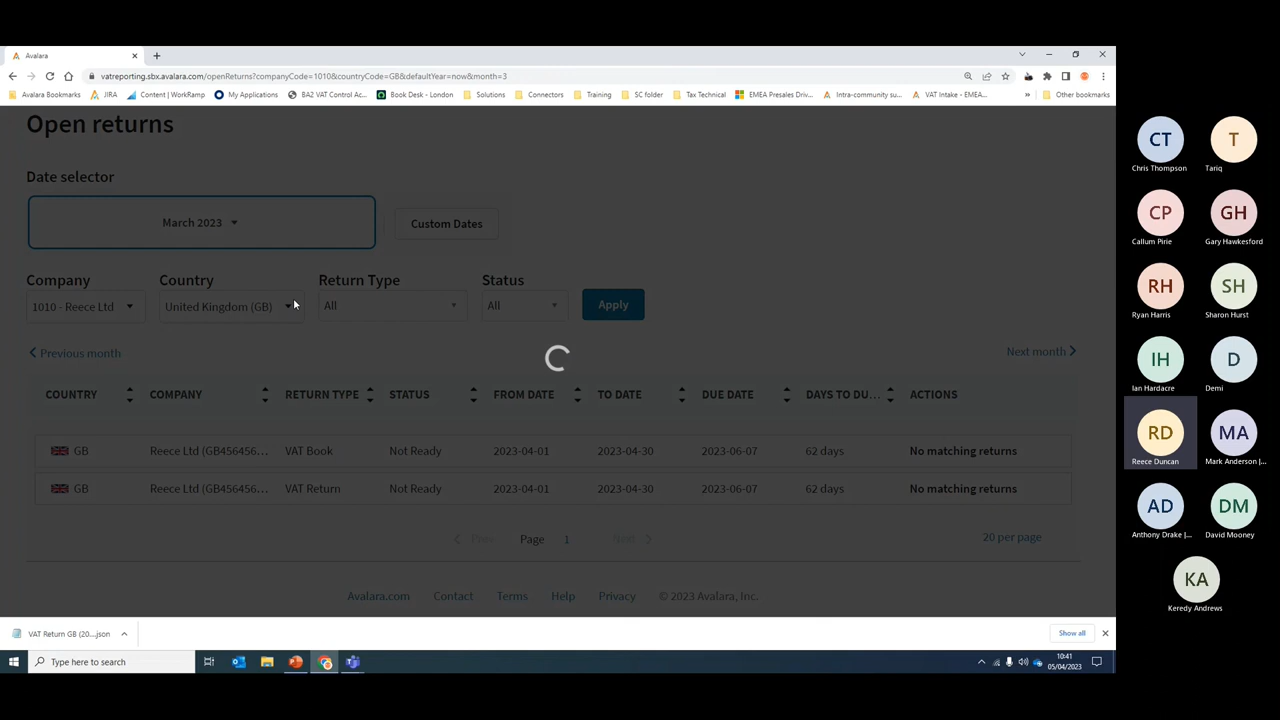 Avalara
vatreporting.sbx.avalara.com/openReturns?companyCode=1010&countryCode=GB&defaultYear=now&month=3
Avalara Bookmarks JIRA Content | WorkRamp My Applications BA2 VAT Control Ac... Book Desk - London Solutions Connectors Training SC folder Tax Technical EMEA Presales Driv... Intra-community su... VAT Intake - EMEA... » Other bookmarks
Open returns
Date selector
March 2023 Custom Dates
Company Country Return Type Status
1010 - Reece Ltd United Kingdom (GB) All All Apply
Previous month Next month
COUNTRY COMPANY RETURN TYPE STATUS FROM DATE TO DATE DUE DATE DAYS TO DU... ACTIONS
GB Reece Ltd (GB456456... VAT Book Not Ready 2023-04-01 2023-04-30 2023-06-07 62 days No matching returns
GB Reece Ltd (GB456456... VAT Return Not Ready 2023-04-01 2023-04-30 2023-06-07 62 days No matching returns
Prev Page 1 Next 20 per page
Avalara.com Contact Terms Help Privacy © 2023 Avalara, Inc.
VAT Return GB (20....json Show all
Type here to search 10:41
05/04/2023
CT T
Chris Thompson Tariq
CP GH
Callum Pirie Gary Hawkesford
RH SH
Ryan Harris Sharon Hurst
IH D
Ian Hardacre Demi
RD MA
Reece Duncan Mark Anderson |...
AD DM
Anthony Drake |... David Mooney
KA
Keredy Andrews